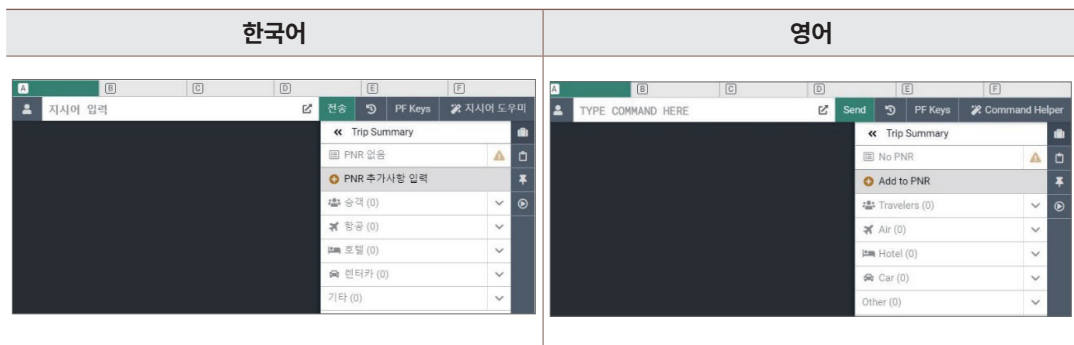 한국어
영어
A B C D E F
지시어 입력 전송 PF Keys 지시어 도우미
Trip Summary
PNR 없음
PNR 추가사항 입력
승객 (0)
항공 (0)
호텔 (0)
렌터카 (0)
기타 (0)
A B C D E F
TYPE COMMAND HERE Send PF Keys Command Helper
Trip Summary
No PNR
Add to PNR
Travelers (0)
Air (0)
Hotel (0)
Car (0)
Other (0)